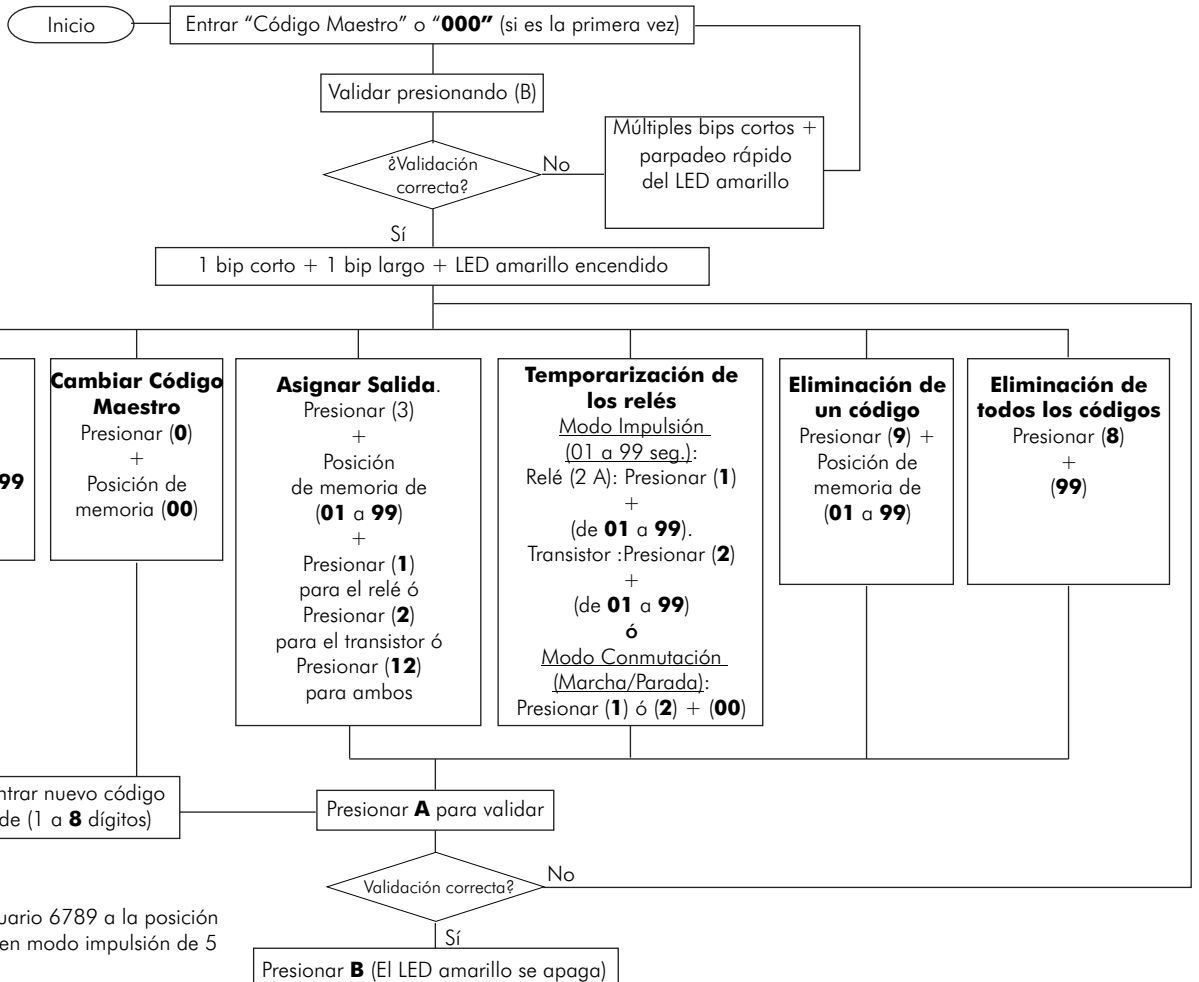 Inicio
Entrar “Código Maestro” o “000” (si es la primera vez)
Validar presionando (B)
¿Validación
correcta?
No
Múltiples bips cortos +
parpadeo rápido
del LED amarillo
Sí
1 bip corto + 1 bip largo + LED amarillo encendido
99
Cambiar Código
Maestro
Presionar (0)
+
Posición de
memoria (00)
Asignar Salida.
Presionar (3)
+
Posición
de memoria de
(01 a 99)
+
Presionar (1)
para el relé ó
Presionar (2)
para el transistor ó
Presionar (12)
para ambos
Temporarización de
los relés
Modo Impulsión
(01 a 99 seg.):
Relé (2 A): Presionar (1)
+
(de 01 a 99).
Transistor :Presionar (2)
+
(de 01 a 99)
ó
Modo Conmutación
(Marcha/Parada):
Presionar (1) ó (2) + (00)
Eliminación de
un código
Presionar (9) +
Posición de
memoria de
(01 a 99)
Eliminación de
todos los códigos
Presionar (8)
+
(99)
ntrar nuevo código
de (1 a 8 dígitos)
Presionar A para validar
Validación correcta?
No
Sí
Presionar B (El LED amarillo se apaga)
uario 6789 a la posición
en modo impulsión de 5